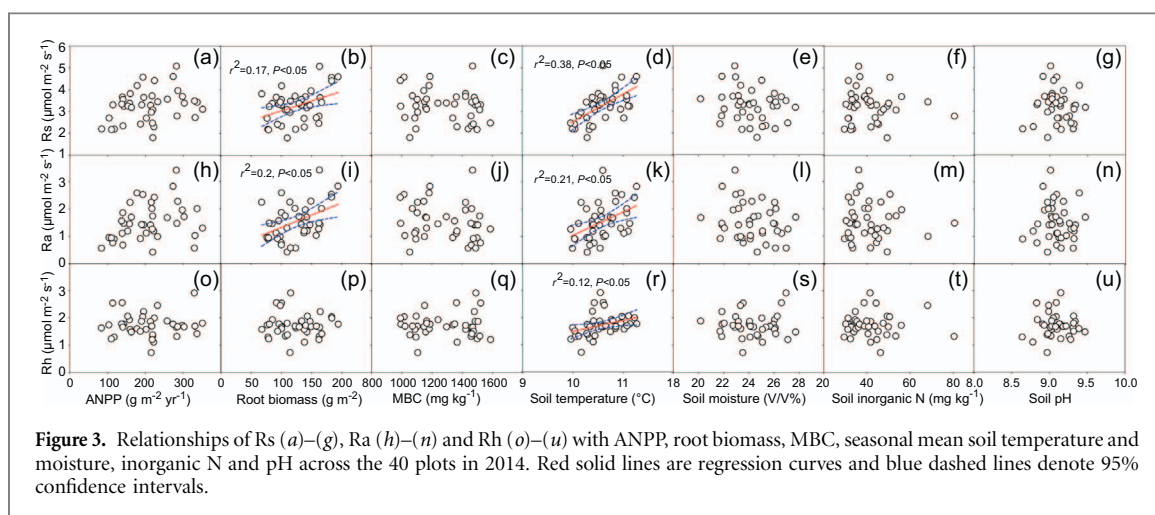 6 (a) (b) (c) (d) (e) (f) (g)
r²=0.17, P<0.05 r²=0.38, P<0.05
5
4
3
2
1
Rs (μmol m⁻² s⁻¹)
4 (h) (i) (j) (k) (l) (m) (n)
r²=0.2, P<0.05 r²=0.21, P<0.05
3
2
1
0
Ra (μmol m⁻² s⁻¹)
(o) (p) (q) (r) (s) (t) (u)
r²=0.12, P<0.05
3
2
1
0
Rh (μmol m⁻² s⁻¹)
0 100 200 300 0 100 200 800 1000 1200 1400 1600 9 10 11 18 20 22 24 26 28 20 40 60 80 8.0 8.5 9.0 9.5 10.0
ANPP (g m⁻² yr⁻¹) Root biomass (g m⁻²) MBC (mg kg⁻¹) Soil temperature (°C) Soil moisture (V/V%) Soil inorganic N (mg kg⁻¹) Soil pH
Figure 3. Relationships of Rs (a)–(g), Ra (h)–(n) and Rh (o)–(u) with ANPP, root biomass, MBC, seasonal mean soil temperature and
moisture, inorganic N and pH across the 40 plots in 2014. Red solid lines are regression curves and blue dashed lines denote 95%
confidence intervals.